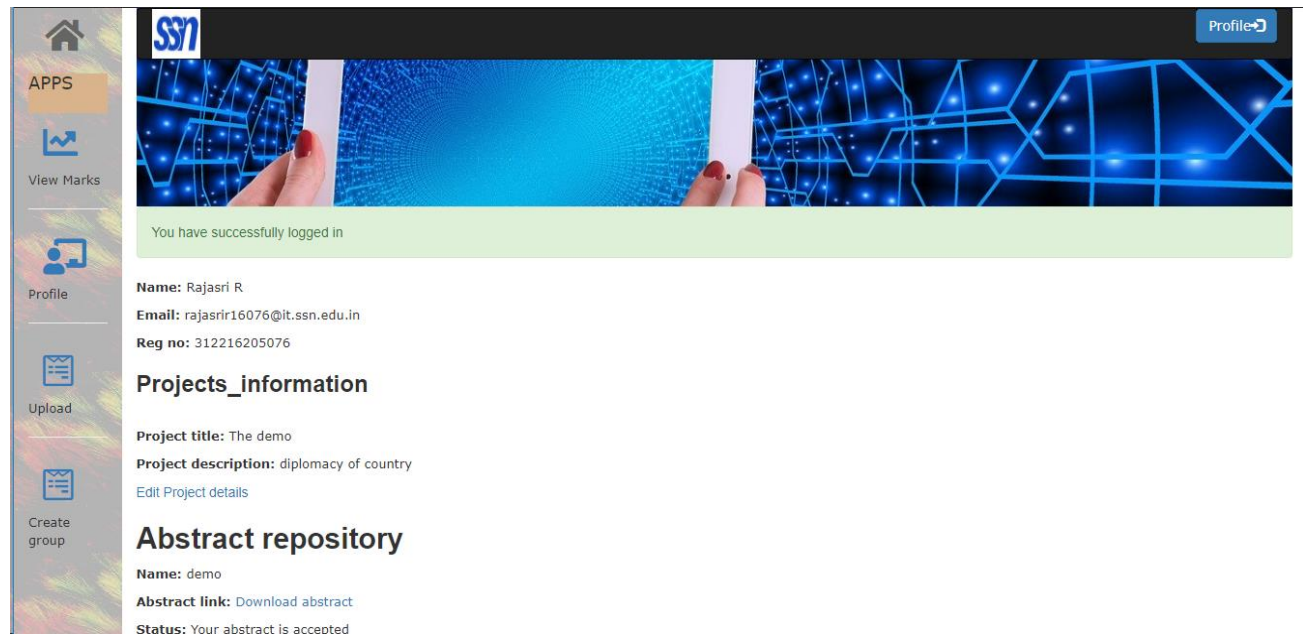 ssn
Profile
APPS
View Marks
Profile
Upload
Create
group
You have successfully logged in
Name: Rajasri R
Email: rajasrir16076@it.ssn.edu.in
Reg no: 312216205076
Projects_information
Project title: The demo
Project description: diplomacy of country
Edit Project details
Abstract repository
Name: demo
Abstract link: Download abstract
Status: Your abstract is accepted